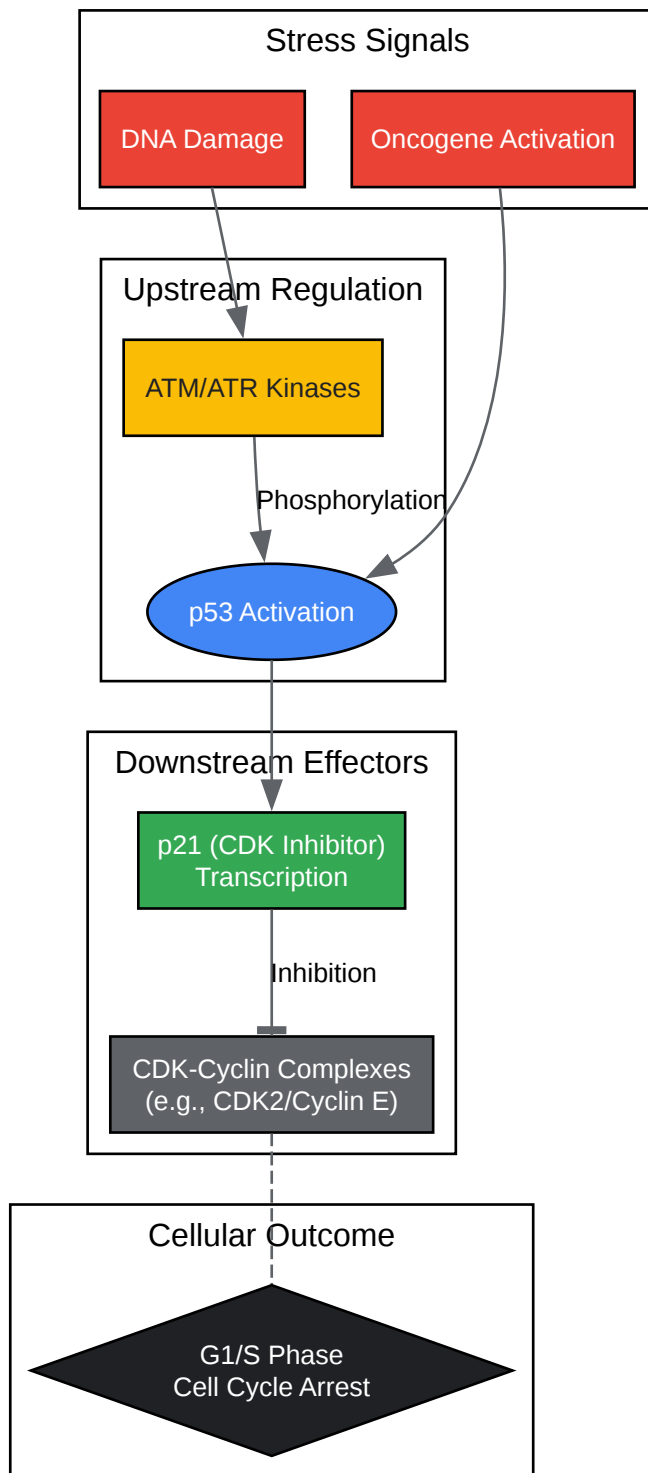 Stress Signals
DNA Damage
Oncogene Activation
Upstream Regulation
ATM/ATR Kinases
Phosphorylation
p53 Activation
Downstream Effectors
p21 (CDK Inhibitor)
Transcription
Inhibition
CDK-Cyclin Complexes
(e.g., CDK2/Cyclin E)
Cellular Outcome
G1/S Phase
Cell Cycle Arrest